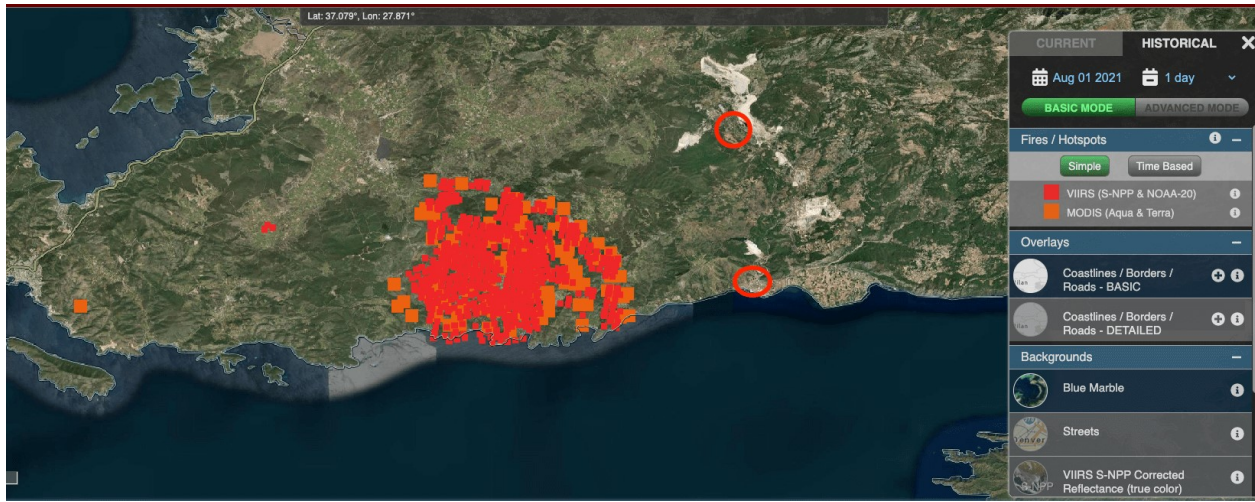 Lat: 37.079°, Lon: 27.871°
CURRENT
HISTORICAL
Aug 01 2021
1 day
BASIC MODE
ADVANCED MODE
Fires / Hotspots
Simple
Time Based
VIIRS (S-NPP & NOAA-20)
MODIS (Aqua & Terra)
Overlays
Coastlines / Borders /
Roads - BASIC
Coastlines / Borders /
Roads - DETAILED
Backgrounds
Blue Marble
Denver
Streets
S-NPP
VIIRS S-NPP Corrected
Reflectance (true color)